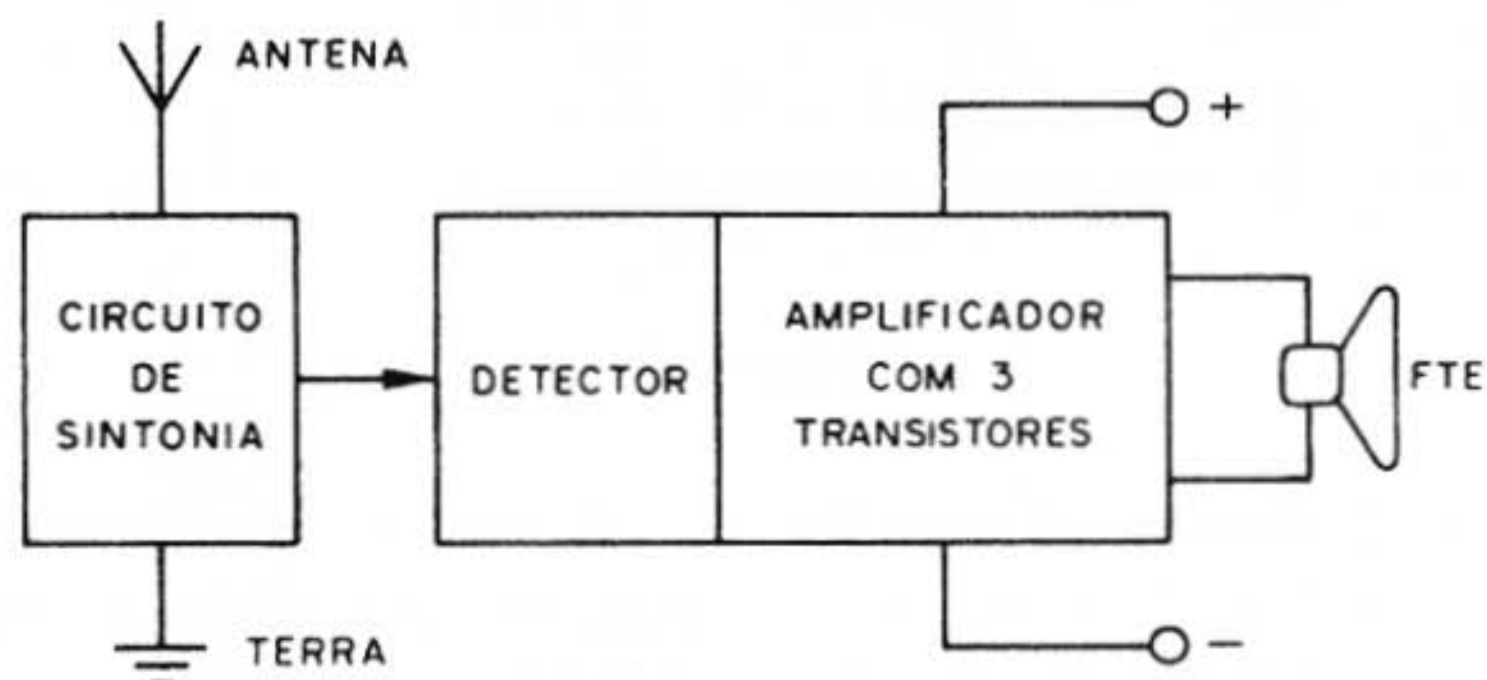 ANTENA
+
CIRCUITO
DE
SINTONIA
DETECTOR
AMPLIFICADOR
COM 3
TRANSISTORES
FTE
TERRA
-